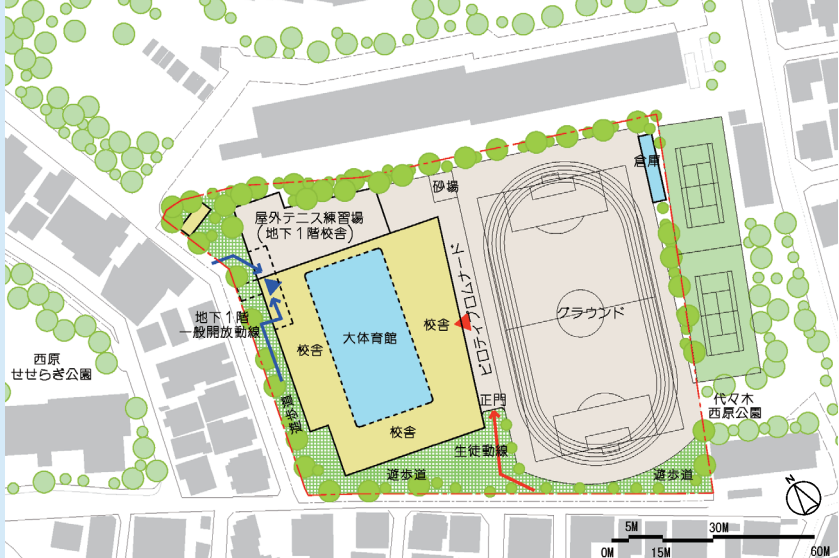 砂場
倉庫
屋外テニス練習場
(地下1階校舎)
ピロティプロムナード
グラウンド
地下1階
一般開放動線
大体育館
校舎
校舎
校舎
西原
せせらぎ公園
遊歩道
正門
生徒動線
遊歩道
遊歩道
代々木
西原公園
N
5M
30M
0M
15M
60M